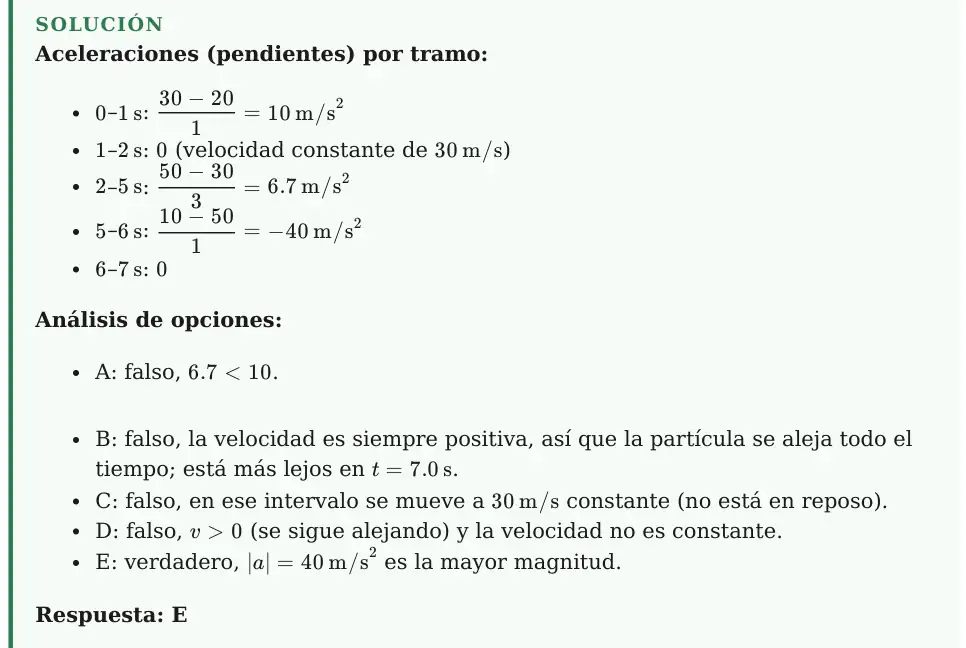 SOLUCIÓN
Aceleraciones (pendientes) por tramo:
• 0–1 s: (30 − 20)/1 = 10 m/s²
• 1–2 s: 0 (velocidad constante de 30 m/s)
• 2–5 s: (50 − 30)/3 = 6.7 m/s²
• 5–6 s: (10 − 50)/1 = −40 m/s²
• 6–7 s: 0
Análisis de opciones:
• A: falso, 6.7 < 10.
• B: falso, la velocidad es siempre positiva, así que la partícula se aleja todo el
tiempo; está más lejos en t = 7.0 s.
• C: falso, en ese intervalo se mueve a 30 m/s constante (no está en reposo).
• D: falso, v > 0 (se sigue alejando) y la velocidad no es constante.
• E: verdadero, |a| = 40 m/s² es la mayor magnitud.
Respuesta: E